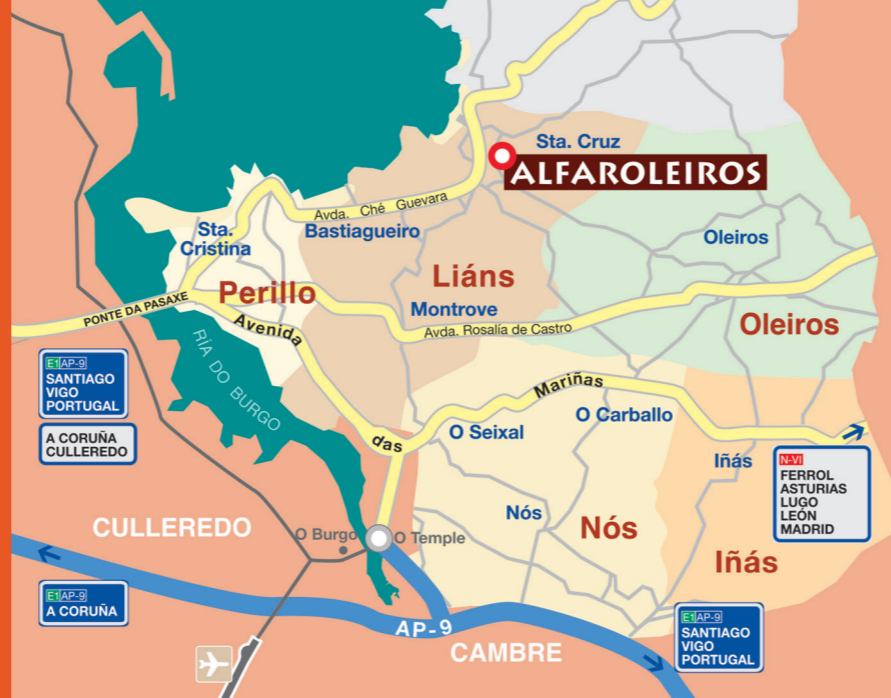 Sta. Cruz
ALFAROLEIROS
Avda. Ché Guevara
Sta.
Cristina
Bastiagueiro
Oleiros
Liáns
Perillo
PONTE DA PASAXE
Montrove
Avda. Rosalía de Castro
Oleiros
Avenida
das
Mariñas
RÍA DO BURGO
E1 AP-9
SANTIAGO
VIGO
PORTUGAL
A CORUÑA
CULLEREDO
O Seixal
O Carballo
Iñás
N-VI
FERROL
ASTURIAS
LUGO
LEÓN
MADRID
CULLEREDO
O Burgo
O Temple
Nós
Nós
Iñás
E1 AP-9
A CORUÑA
AP-9
CAMBRE
E1 AP-9
SANTIAGO
VIGO
PORTUGAL